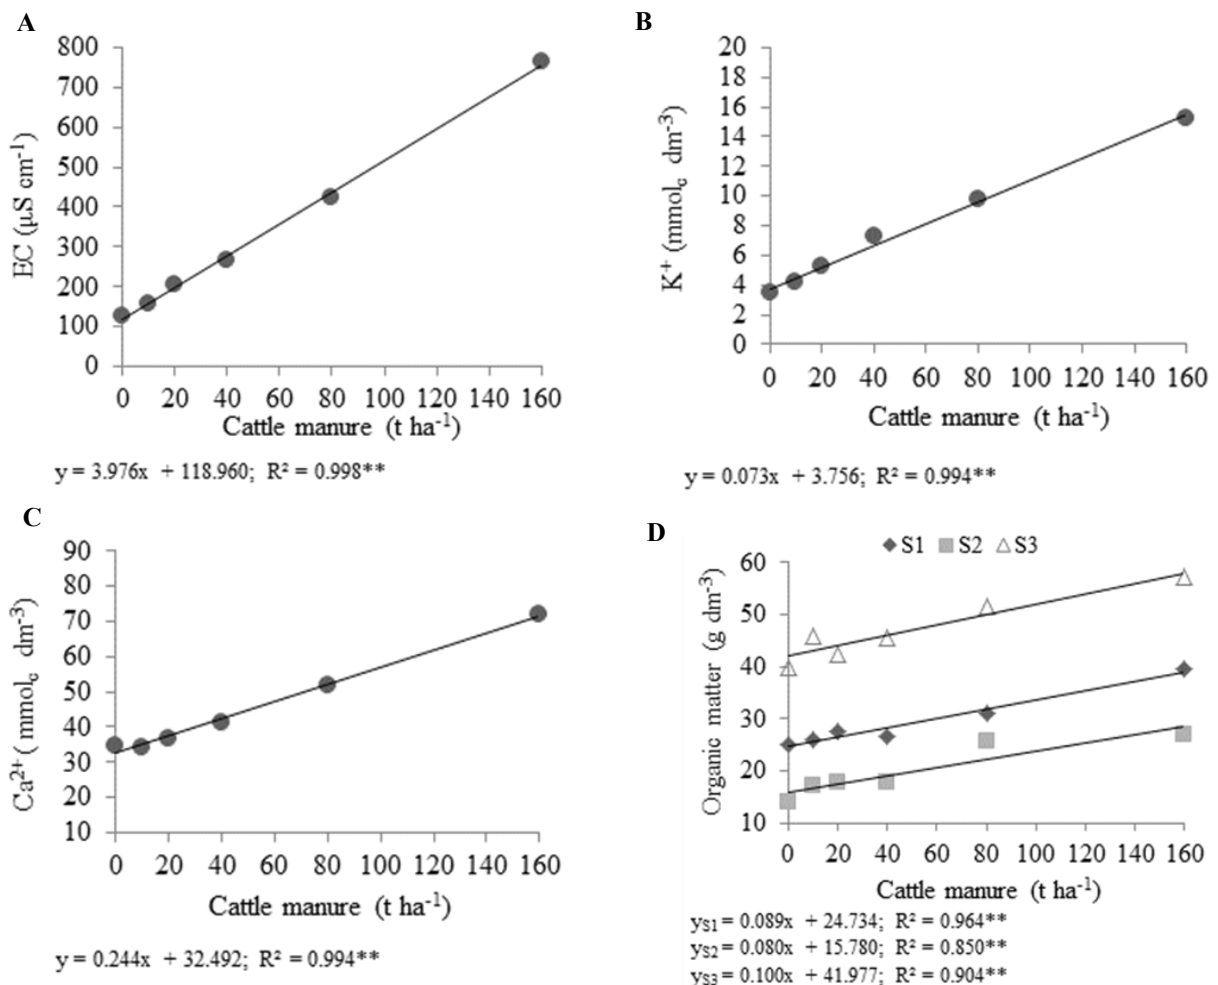 A
800
700
600
500
400
300
200
100
0
EC (µS cm-1)
0 20 40 60 80 100 120 140 160
Cattle manure (t ha-1)
y = 3.976x + 118.960; R² = 0.998**
B
20
18
16
14
12
10
8
6
4
2
0
K+ (mmolc dm-3)
0 20 40 60 80 100 120 140 160
Cattle manure (t ha-1)
y = 0.073x + 3.756; R² = 0.994**
C
90
80
70
60
50
40
30
20
10
Ca2+ ( mmolc dm-3)
0 20 40 60 80 100 120 140 160
Cattle manure (t ha-1)
y = 0.244x + 32.492; R² = 0.994**
D
S1 S2 S3
60
50
40
30
20
10
Organic matter (g dm-3)
0 20 40 60 80 100 120 140 160
Cattle manure (t ha-1)
yS1 = 0.089x + 24.734; R² = 0.964**
yS2 = 0.080x + 15.780; R² = 0.850**
yS3 = 0.100x + 41.977; R² = 0.904**